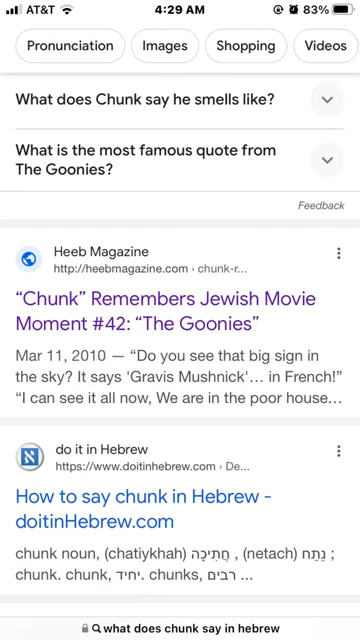 AT&T 4:29 AM 83%
Pronunciation Images Shopping Videos
What does Chunk say he smells like?
What is the most famous quote from
The Goonies?
Feedback
Heeb Magazine
http://heebmagazine.com › chunk-r...
“Chunk” Remembers Jewish Movie
Moment #42: “The Goonies”
Mar 11, 2010 — “Do you see that big sign in
the sky? It says 'Gravis Mushnick'... in French!”
“I can see it all now, We are in the poor house...
א
do it in Hebrew
https://www.doitinhebrew.com › De...
How to say chunk in Hebrew -
doitinHebrew.com
chunk noun, (chatiykhah) חֲתִיכָה , (netach) נֵתַח ;
chunk. chunk, יחיד. chunks, רבים ...
what does chunk say in hebrew